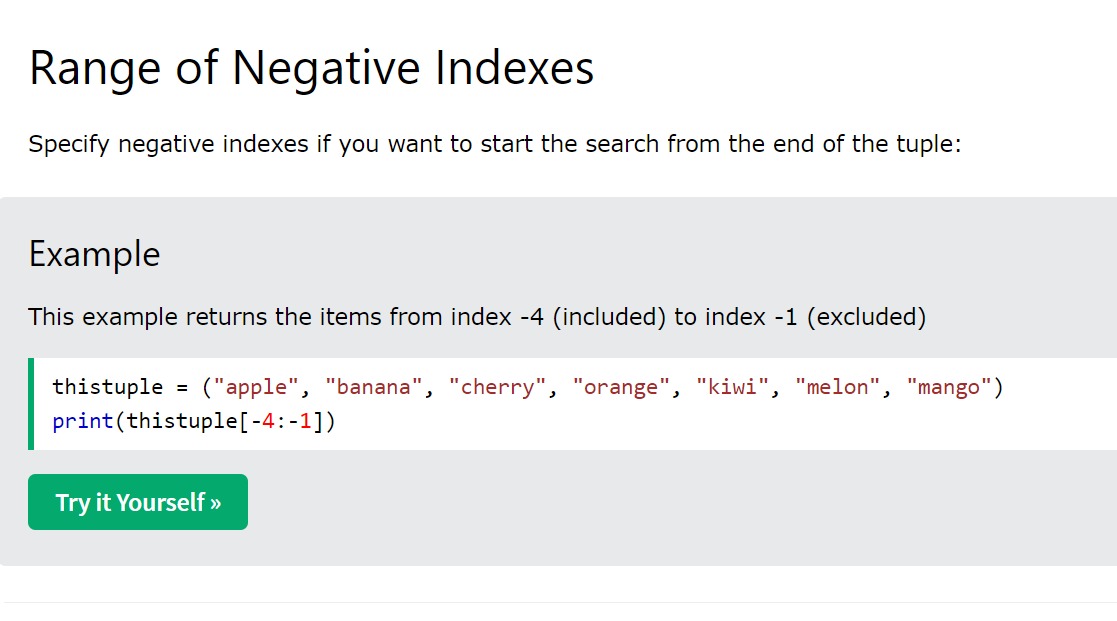 Range of Negative Indexes
Specify negative indexes if you want to start the search from the end of the tuple:
Example
This example returns the items from index -4 (included) to index -1 (excluded)
thistuple = ("apple", "banana", "cherry", "orange", "kiwi", "melon", "mango")
print(thistuple[-4:-1])
Try it Yourself »